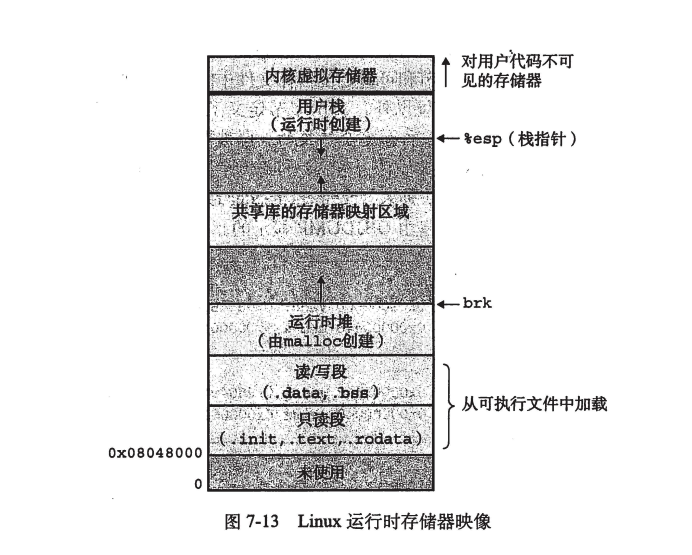 内核虚拟存储器
对用户代码不可
见的存储器
用户栈
（运行时创建）
%esp（栈指针）
共享库的存储器映射区域
brk
运行时堆
（由malloc创建）
读/写段
（.data,.bss）
从可执行文件中加载
只读段
（.init,.text,.rodata）
0x08048000
未使用
0
图 7-13 Linux 运行时存储器映像